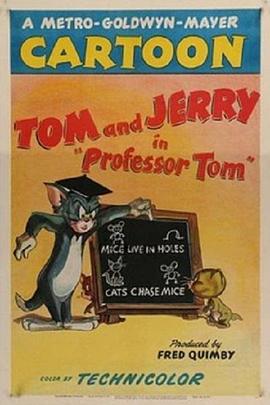 A METRO-GOLDWYN-MAYER
CARTOON
TOM and JERRY
in
"Professor Tom"
MICE LIVE IN HOLES
CATS CHASE MICE
Produced by
FRED QUIMBY
COLOR BY TECHNICOLOR